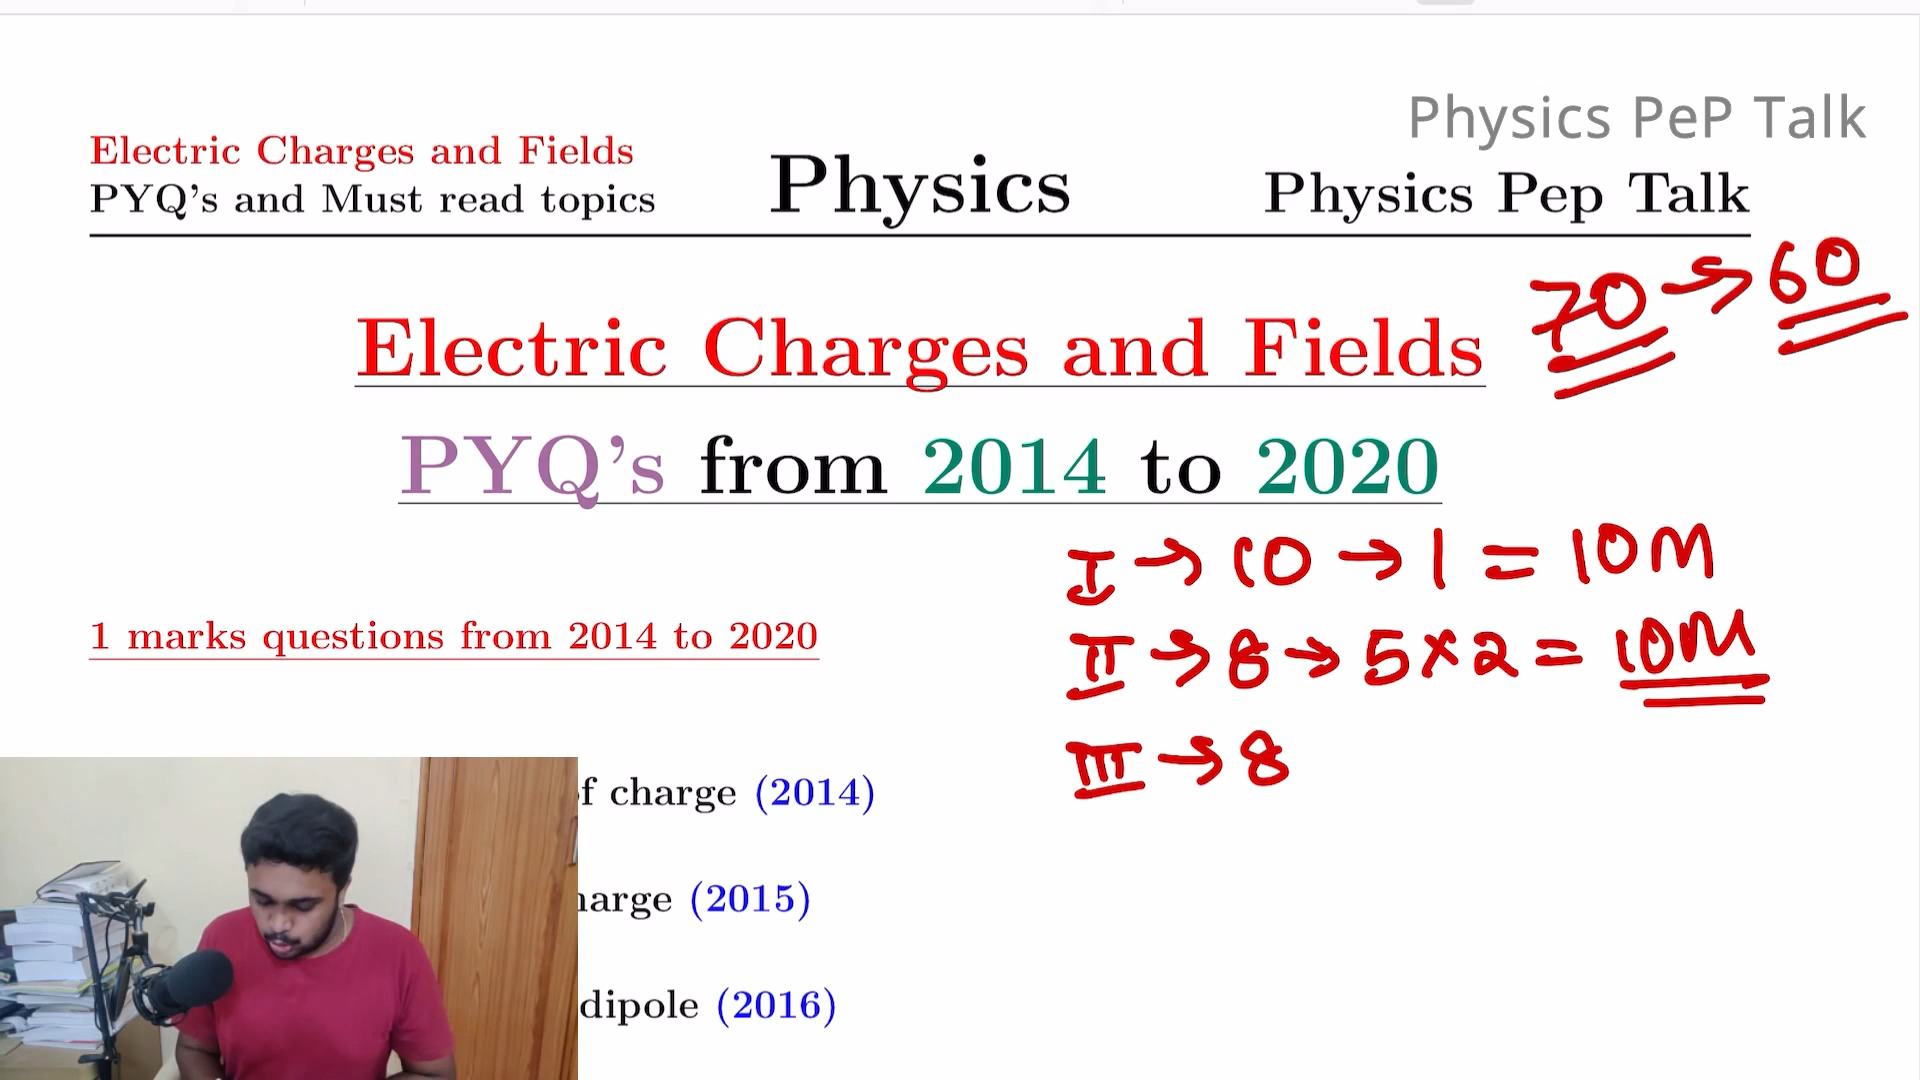 Physics PeP Talk
Electric Charges and Fields
PYQ's and Must read topics
Physics
Physics Pep Talk
70 → 60
Electric Charges and Fields
PYQ's from 2014 to 2020
I → 10 → 1 = 10M
1 marks questions from 2014 to 2020
II → 8 → 5 × 2 = 10M
III → 8
of charge (2014)
harge (2015)
dipole (2016)